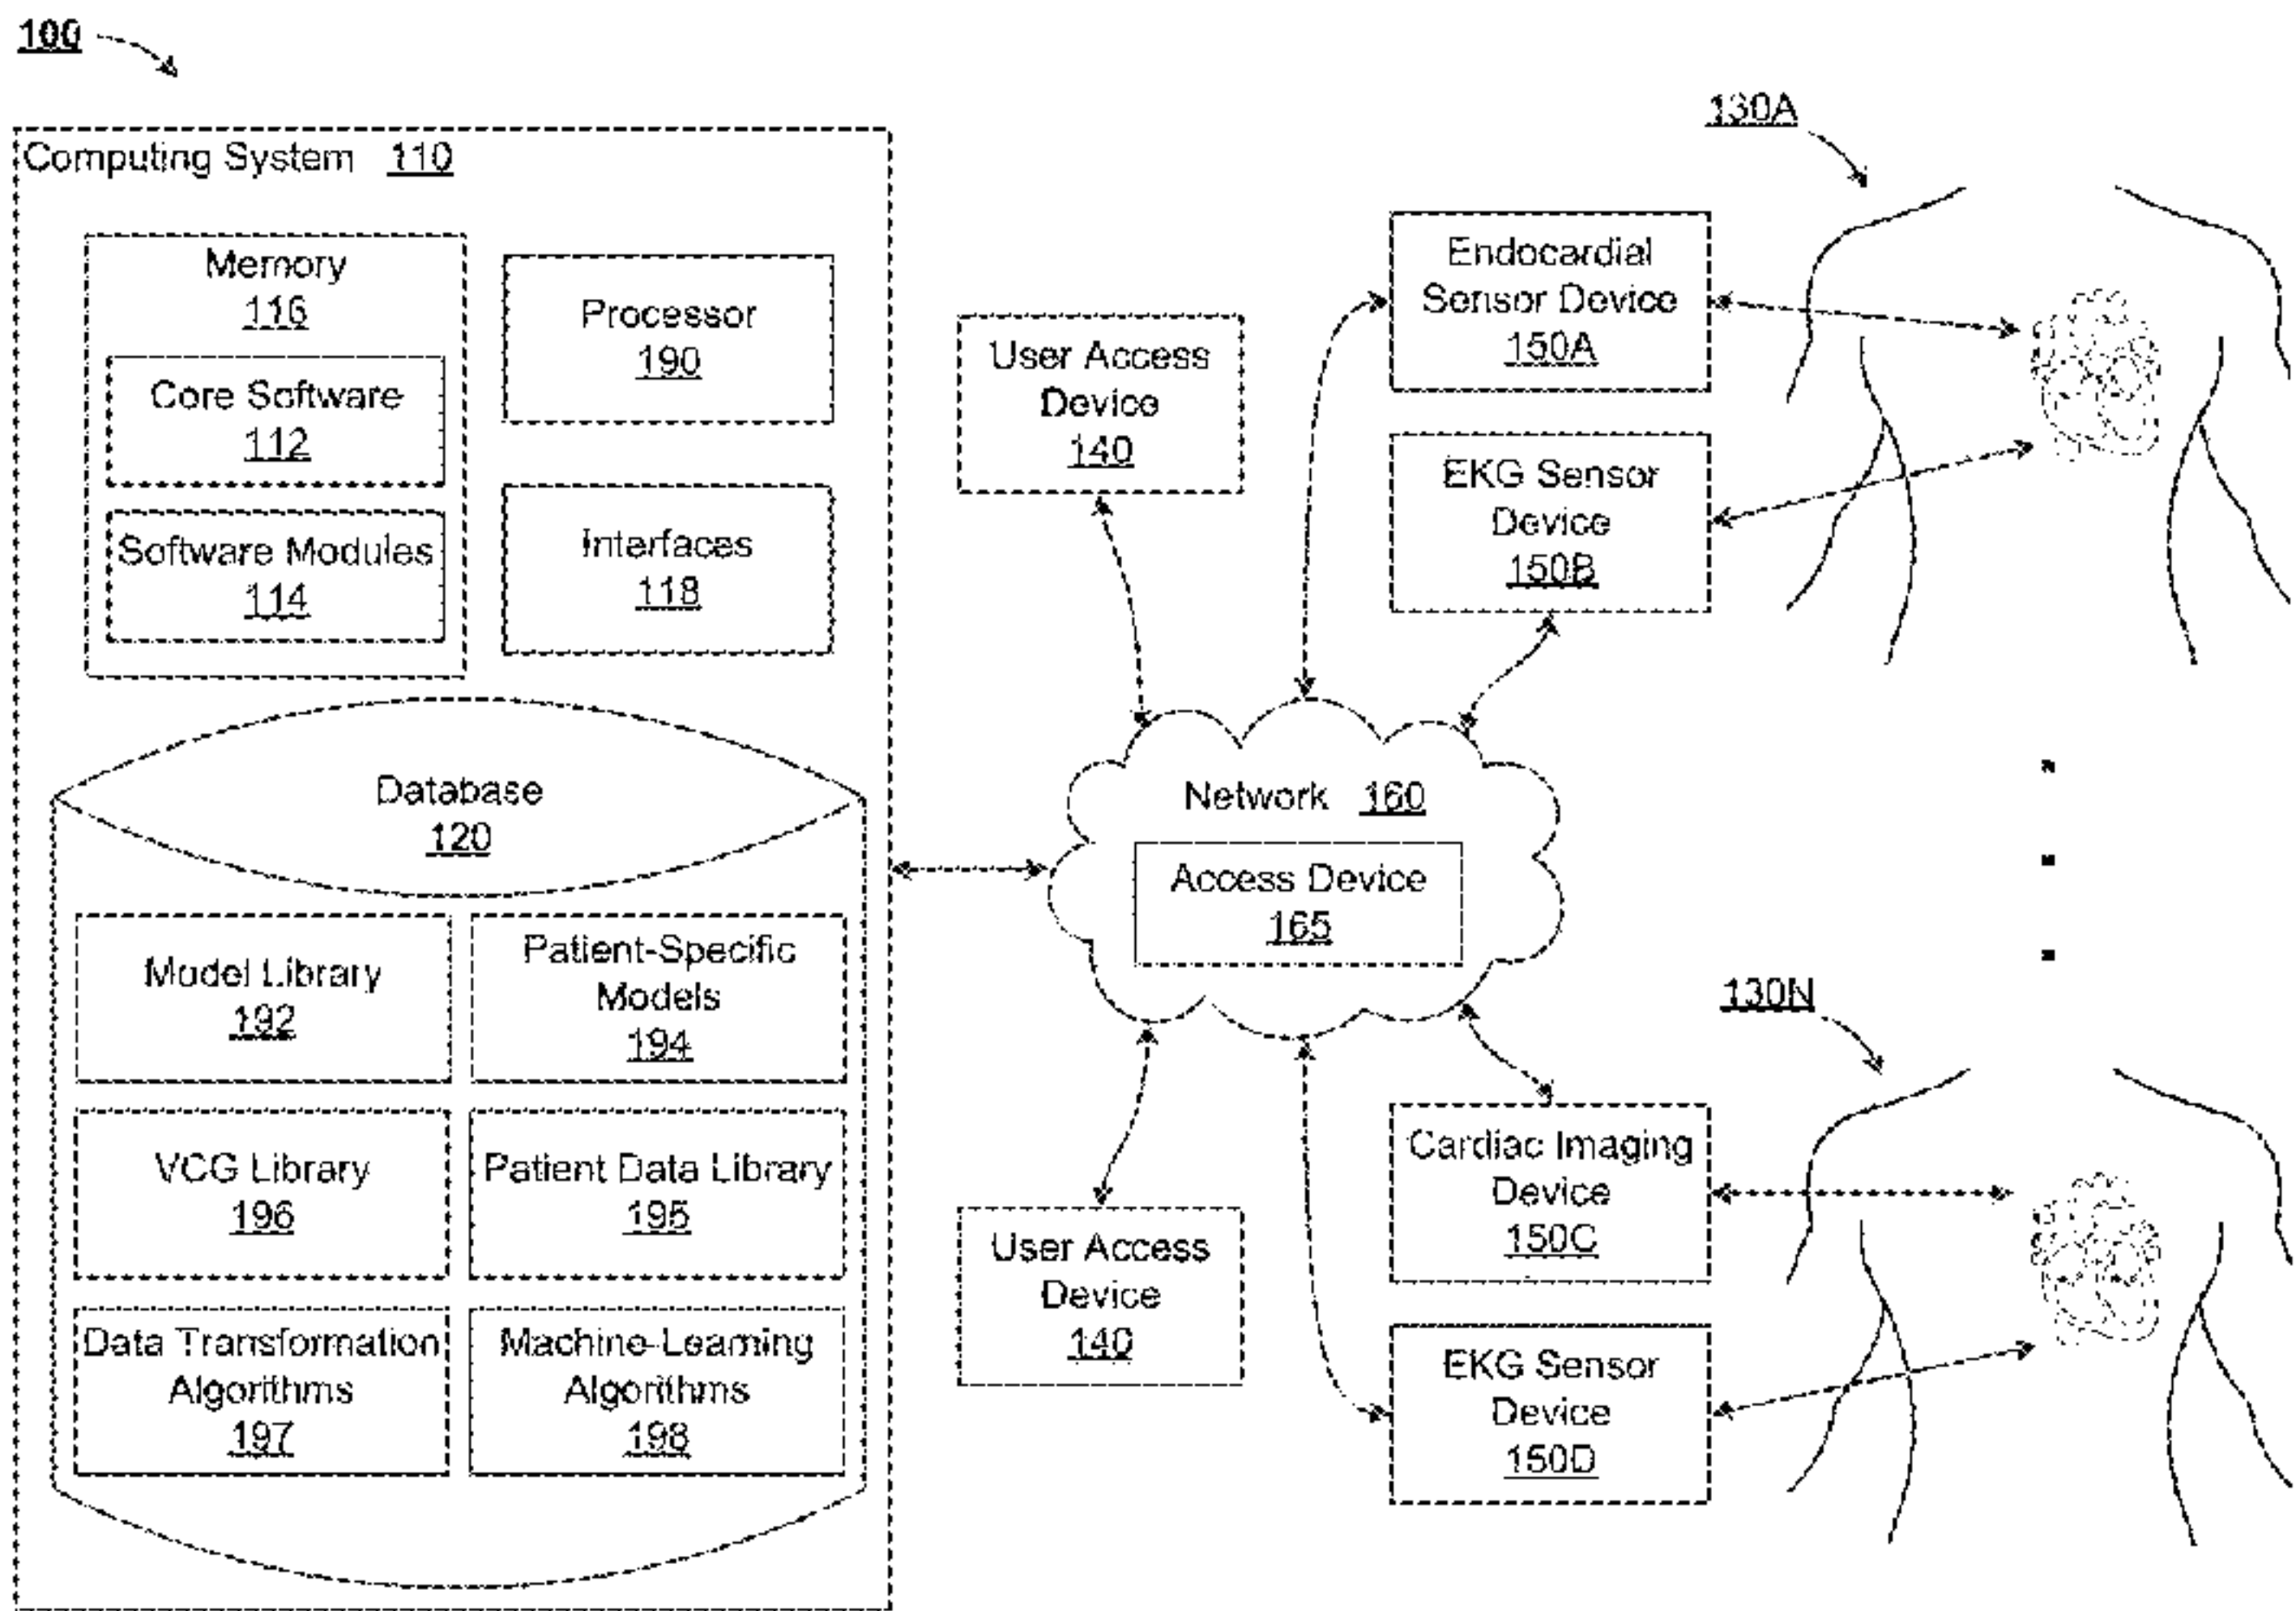 100
Computing System 110
Memory
116
Core Software
112
Software Modules
114
Processor
190
Interfaces
118
Database
120
Model Library
192
Patient-Specific
Models
194
VCG Library
196
Patient Data Library
195
Data Transformation
Algorithms
197
Machine-Learning
Algorithms
198
User Access
Device
140
Network 160
Access Device
165
User Access
Device
140
Endocardial
Sensor Device
150A
EKG Sensor
Device
150B
Cardiac Imaging
Device
150C
EKG Sensor
Device
150D
130A
130N